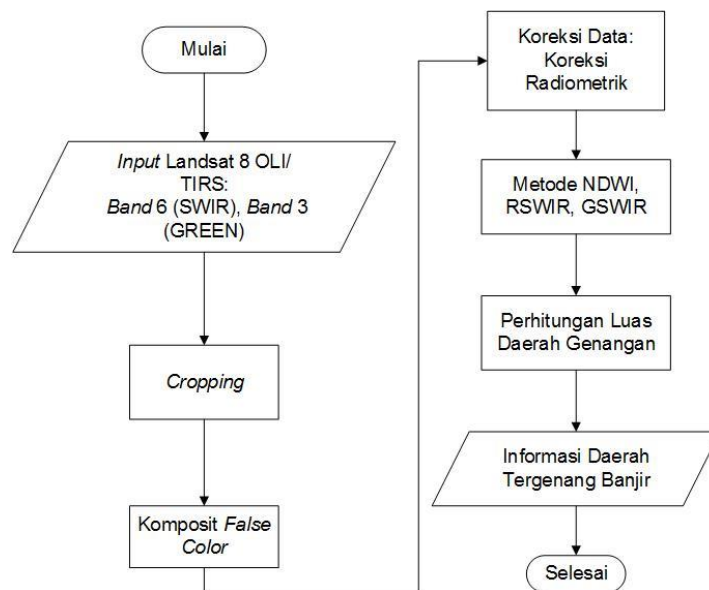 Mulai
Input Landsat 8 OLI/
TIRS:
Band 6 (SWIR), Band 3
(GREEN)
Cropping
Komposit False
Color
Koreksi Data:
Koreksi
Radiometrik
Metode NDWI,
RSWIR, GSWIR
Perhitungan Luas
Daerah Genangan
Informasi Daerah
Tergenang Banjir
Selesai